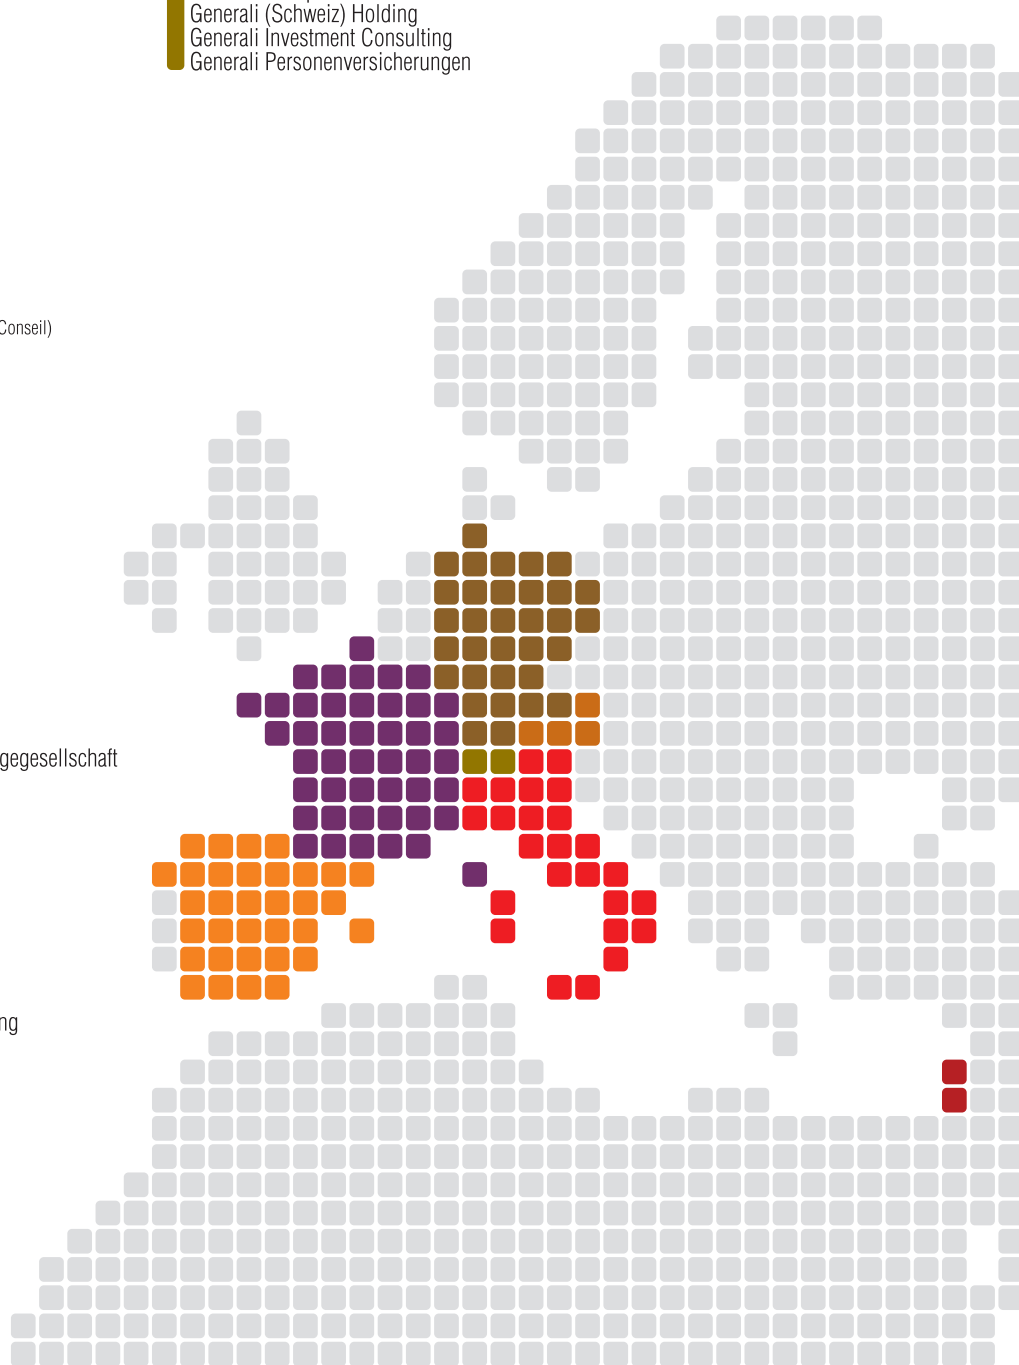 Generali (Schweiz) Holding
Generali Investment Consulting
Generali Personenversicherungen
Conseil)
gegesellschaft
ng